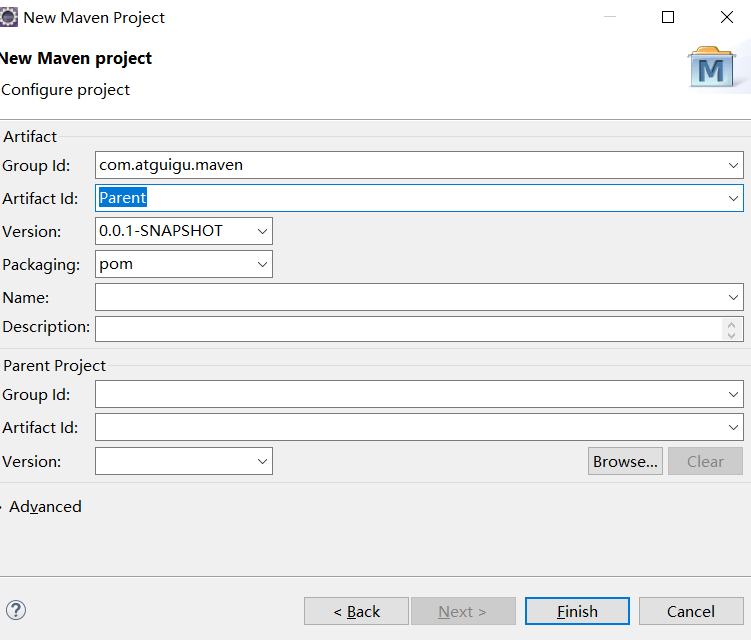 New Maven Project
New Maven project
Configure project
M
Artifact
Group Id: com.atguigu.maven
Artifact Id: Parent
Version: 0.0.1-SNAPSHOT
Packaging: pom
Name:
Description:
Parent Project
Group Id:
Artifact Id:
Version: Browse... Clear
Advanced
? < Back Next > Finish Cancel